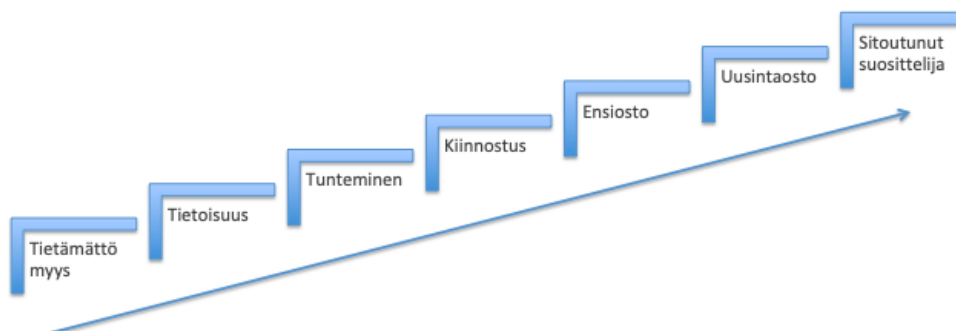 Tietämättö
myys
Tietoisuus
Tunteminen
Kiinnostus
Ensiosto
Uusintaosto
Sitoutunut
suosittelija